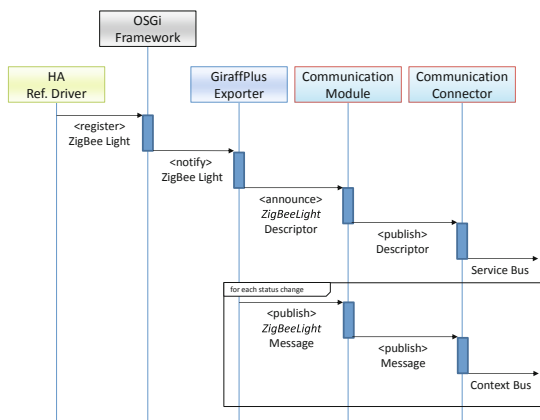 OSGi
Framework
HA
Ref. Driver
GiraffPlus
Exporter
Communication
Module
Communication
Connector
<register>
ZigBee Light
<notify>
ZigBee Light
<announce>
ZigBeeLight
Descriptor
<publish>
Descriptor
Service Bus
for each status change
<publish>
ZigBeeLight
Message
<publish>
Message
Context Bus